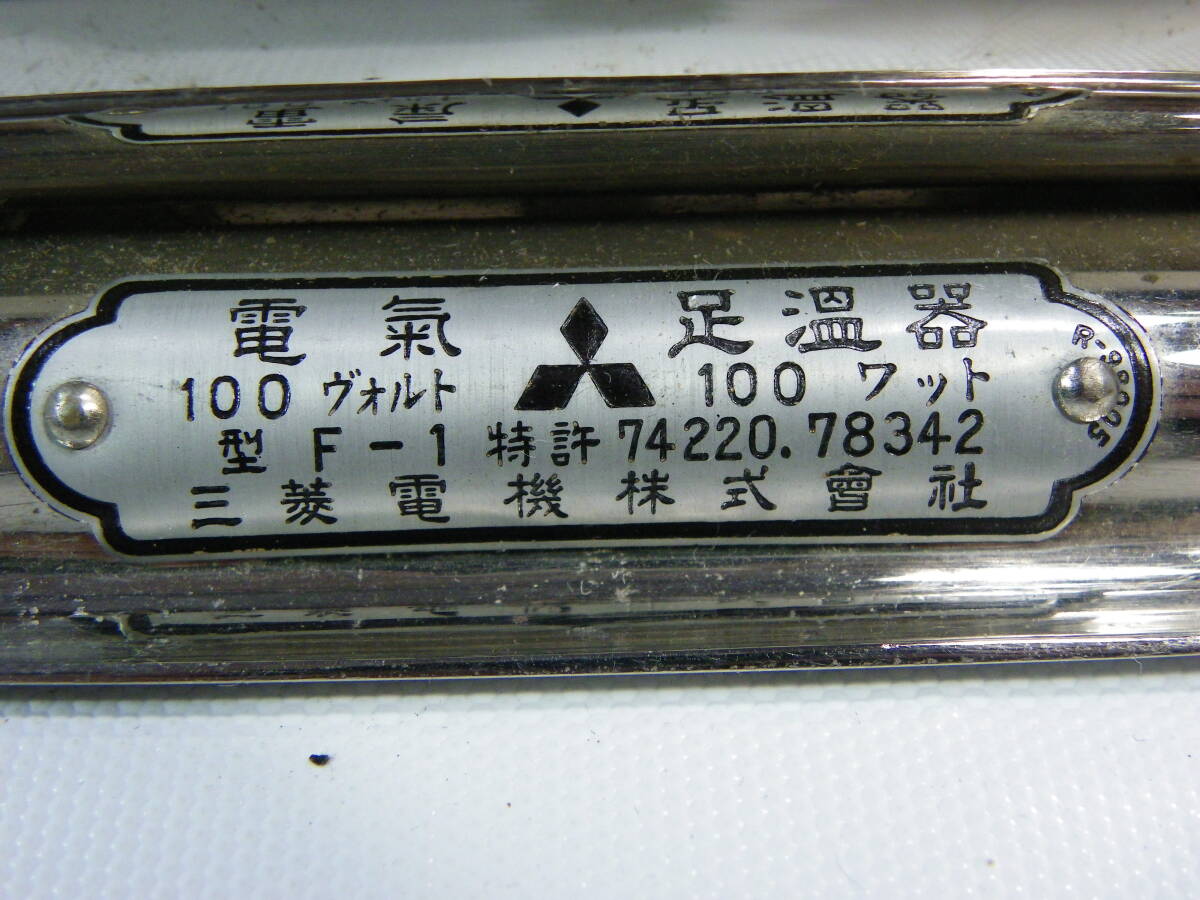 電氣 足溫器
100 ヴォルト 100 ワット
型 F-1 特許 74220.78342
三菱電機株式會社